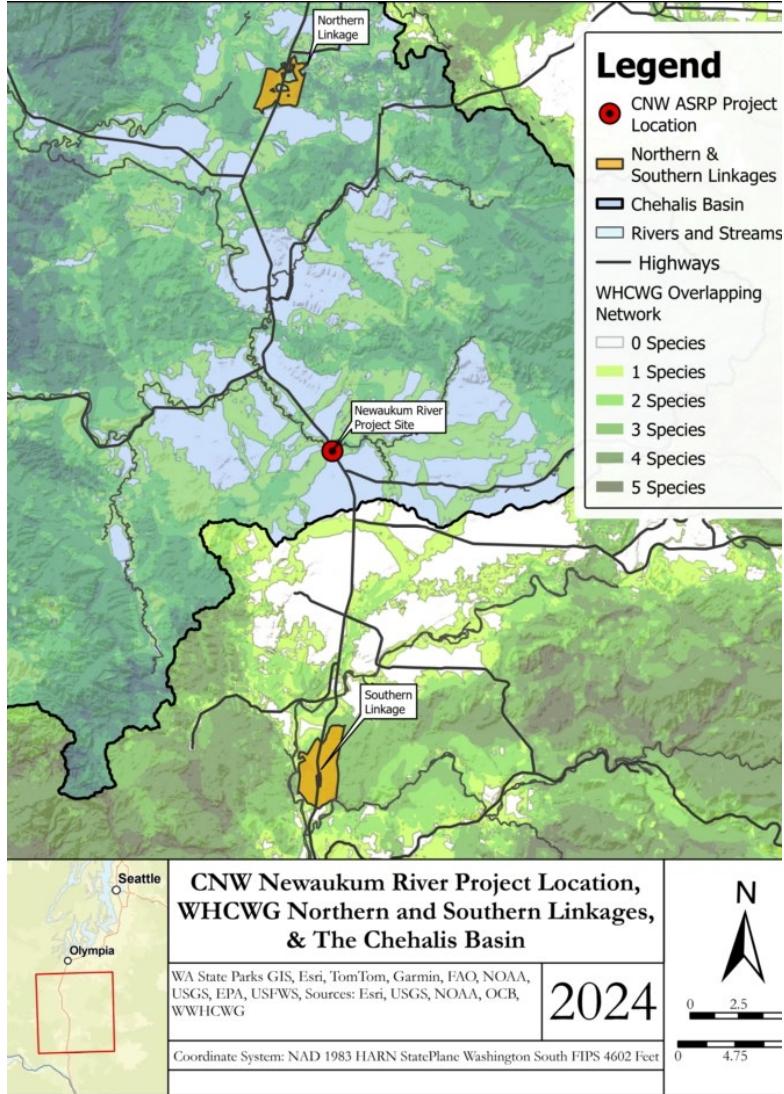 Northern
Linkage
Legend
CNW ASRP Project
Location
Northern &
Southern Linkages
Chehalis Basin
Rivers and Streams
Highways
WHCWG Overlapping
Network
0 Species
1 Species
2 Species
3 Species
4 Species
5 Species
Newaukum River
Project Site
Southern
Linkage
Seattle
Olympia
CNW Newaukum River Project Location,
WHCWG Northern and Southern Linkages,
& The Chehalis Basin
WA State Parks GIS, Esri, TomTom, Garmin, FAO, NOAA,
USGS, EPA, USFWS, Sources: Esri, USGS, NOAA, OCB,
WWHCWG
2024
Coordinate System: NAD 1983 HARN StatePlane Washington South FIPS 4602 Feet
N
0 2.5
0 4.75